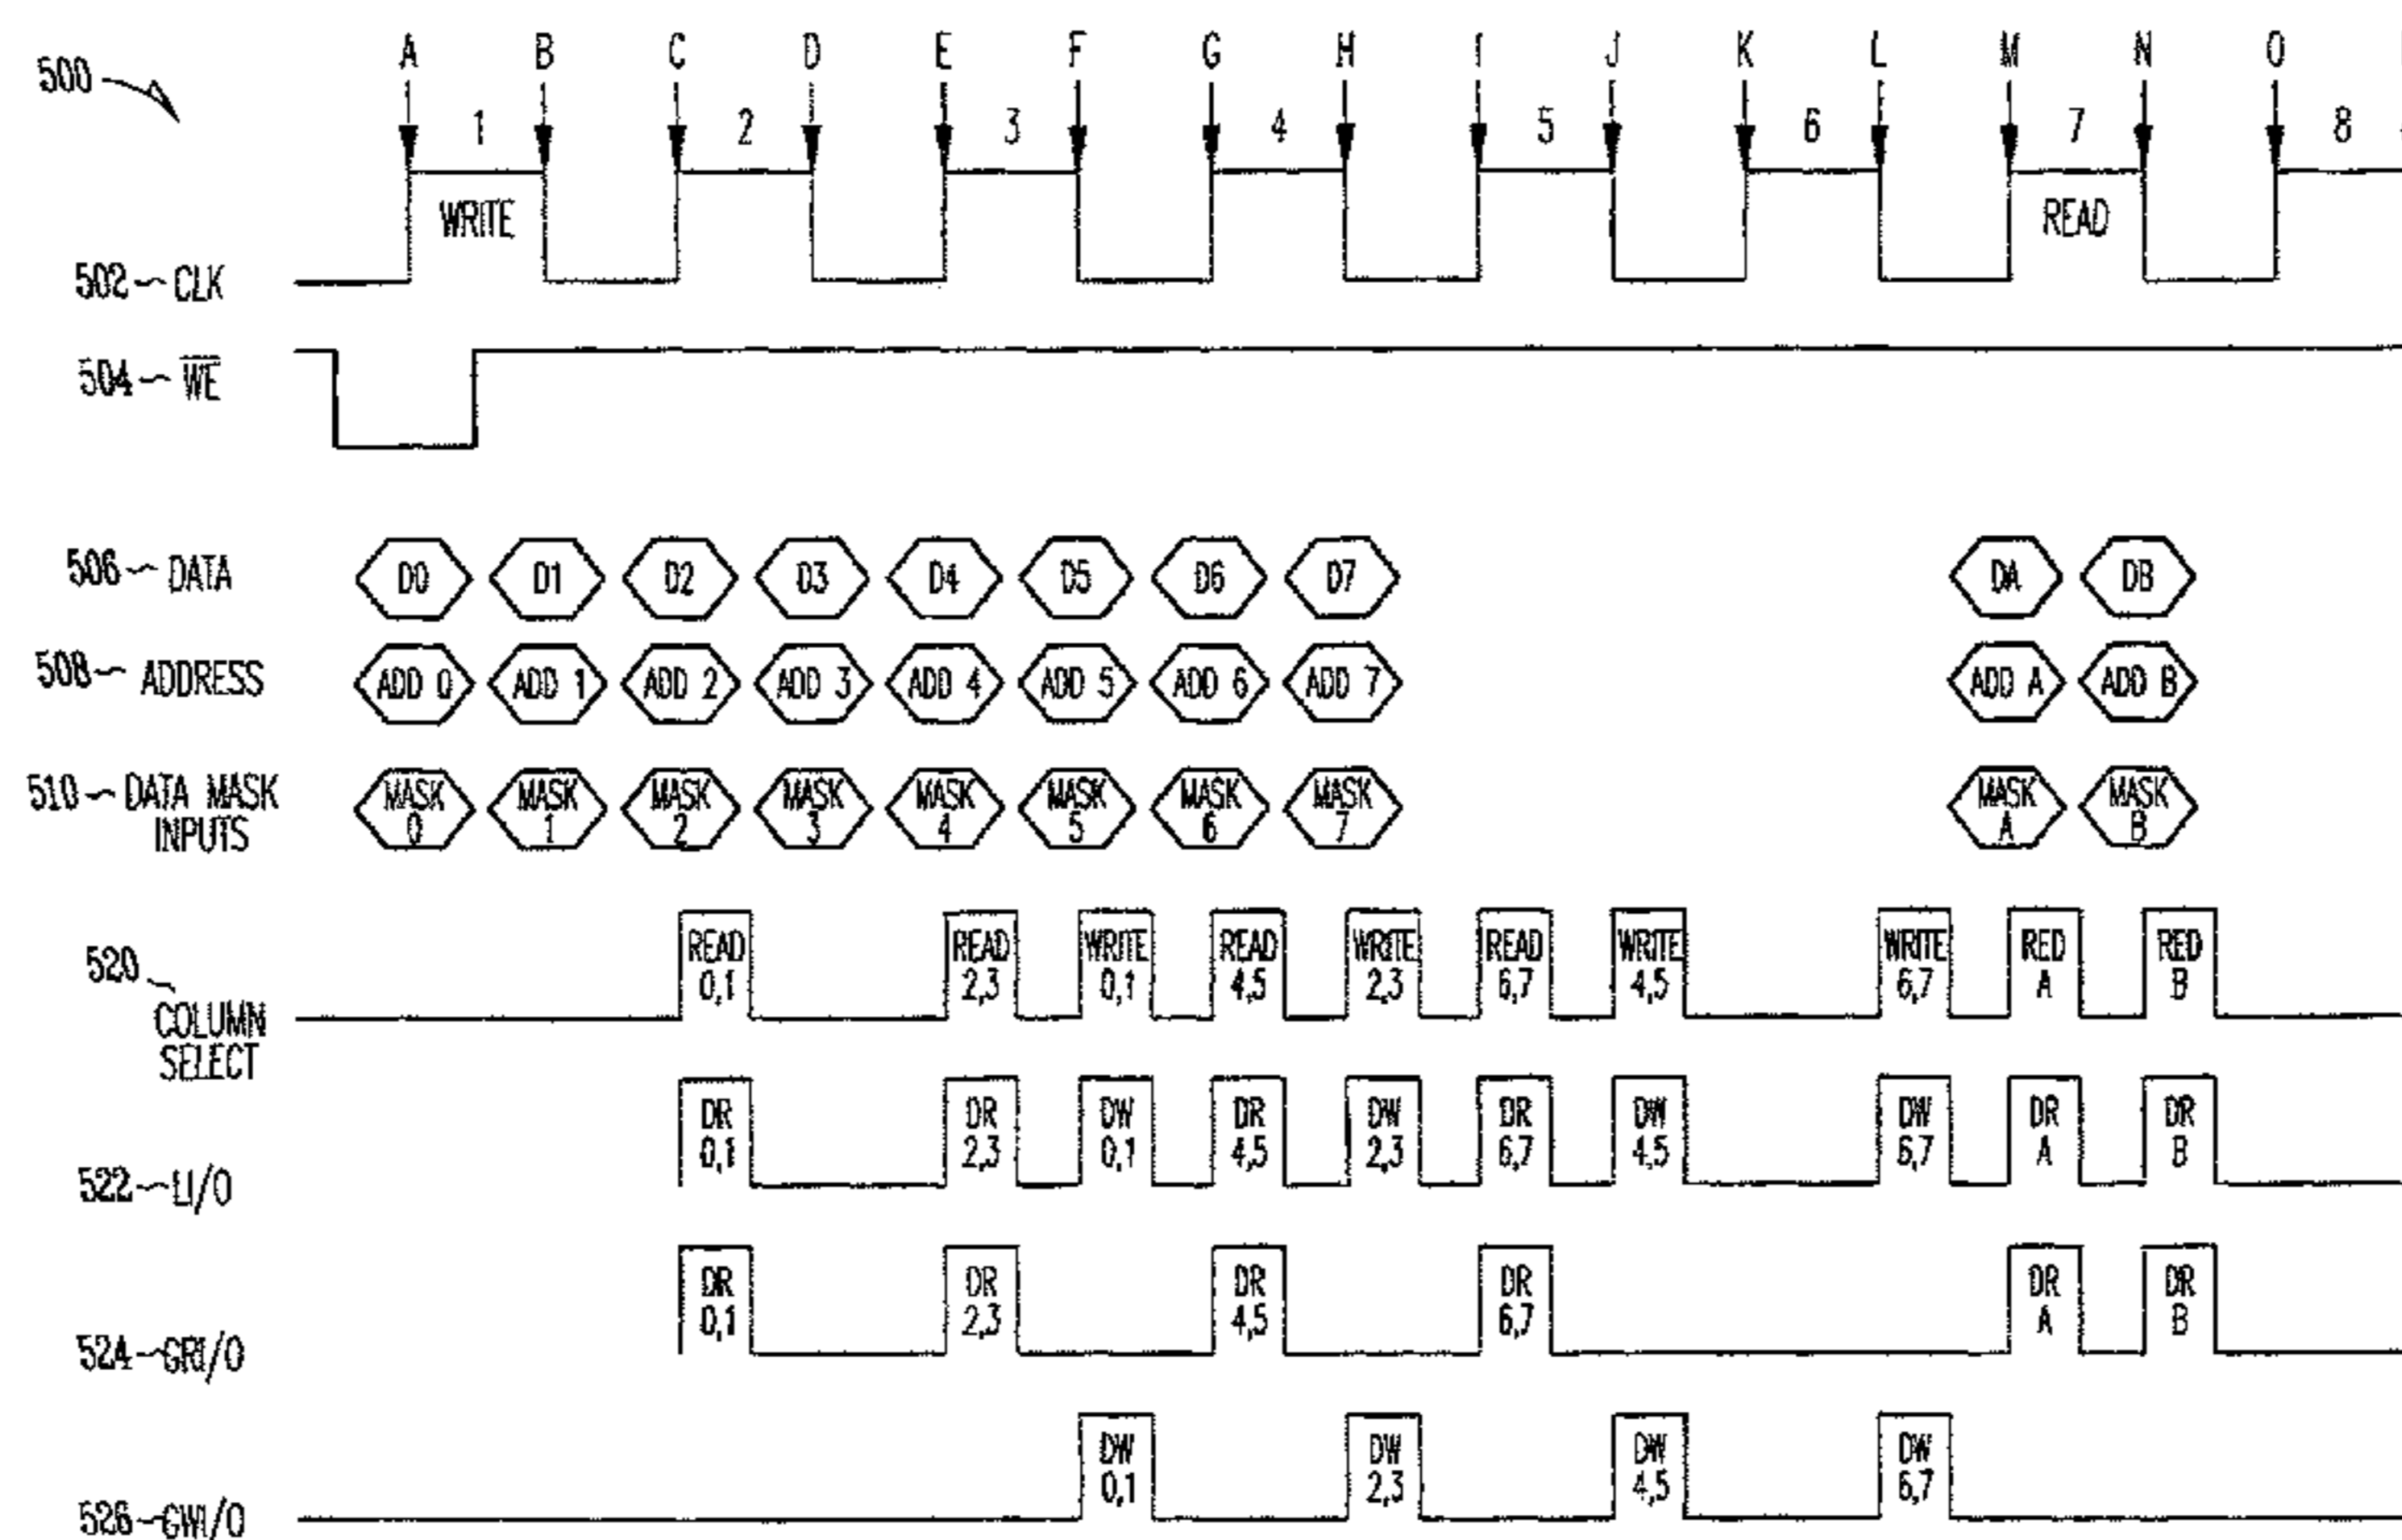 500
A B C D E F G H I J K L M N O
1 2 3 4 5 6 7 8
WRITE READ
502 CLK
504 WE
506 DATA D0 D1 D2 D3 D4 D5 D6 D7 DA DB
508 ADDRESS ADD 0 ADD 1 ADD 2 ADD 3 ADD 4 ADD 5 ADD 6 ADD 7 ADD A ADD B
510 DATA MASK INPUTS
MASK 0 MASK 1 MASK 2 MASK 3 MASK 4 MASK 5 MASK 6 MASK 7 MASK A MASK B
520 COLUMN SELECT
READ 0,1 READ 2,3 WRITE 0,1 READ 4,5 WRITE 2,3 READ 6,7 WRITE 4,5 WRITE 6,7 RED A RED B
522 LI/O
DR 0,1 DR 2,3 DW 0,1 DR 4,5 DW 2,3 DR 6,7 DW 4,5 DW 6,7 DR A DR B
524 GRI/O
DR 0,1 DR 2,3 DR 4,5 DR 6,7 DR A DR B
526 GWI/O
DW 0,1 DW 2,3 DW 4,5 DW 6,7